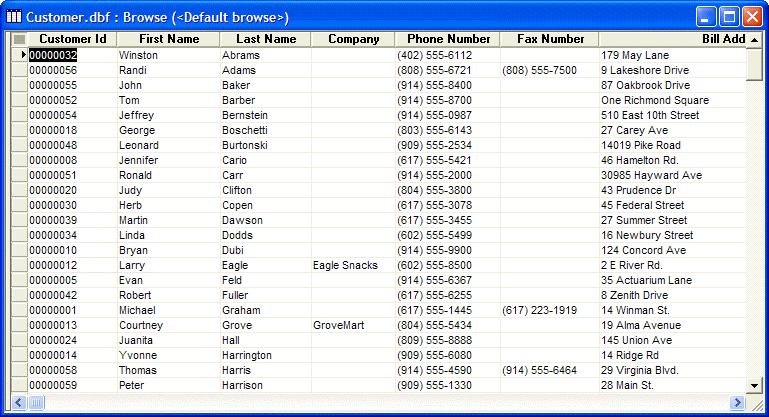 Customer.dbf : Browse (<Default browse>)
Customer Id First Name Last Name Company Phone Number Fax Number Bill Add
00000032 Winston Abrams (402) 555-6112 179 May Lane
00000056 Randi Adams (808) 555-6721 (808) 555-7500 9 Lakeshore Drive
00000055 John Baker (914) 555-8400 87 Oakbrook Drive
00000052 Tom Barber (914) 555-8700 One Richmond Square
00000054 Jeffrey Bernstein (914) 555-0987 510 East 10th Street
00000018 George Boschetti (803) 555-6143 27 Carey Ave
00000048 Leonard Burtonski (909) 555-2534 14019 Pike Road
00000008 Jennifer Cario (617) 555-5421 46 Hamelton Rd.
00000051 Ronald Carr (914) 555-2000 30985 Hayward Ave
00000020 Judy Clifton (804) 555-3800 43 Prudence Dr
00000030 Herb Copen (617) 555-3078 45 Federal Street
00000039 Martin Dawson (617) 555-3455 27 Summer Street
00000034 Linda Dodds (602) 555-5499 16 Newbury Street
00000010 Bryan Dubi (914) 555-9900 124 Concord Ave
00000012 Larry Eagle Eagle Snacks (602) 555-8500 2 E River Rd.
00000005 Evan Feld (914) 555-6367 35 Actuarium Lane
00000042 Robert Fuller (617) 555-6255 8 Zenith Drive
00000001 Michael Graham (617) 555-1445 (617) 223-1919 14 Winman St.
00000013 Courtney Grove GroveMart (804) 555-5434 19 Alma Avenue
00000024 Juanita Hall (809) 555-8888 145 Union Ave
00000014 Yvonne Harrington (909) 555-6080 14 Ridge Rd
00000058 Thomas Harris (914) 555-4590 (914) 555-6464 29 Virginia Blvd.
00000059 Peter Harrison (909) 555-1330 28 Main St.